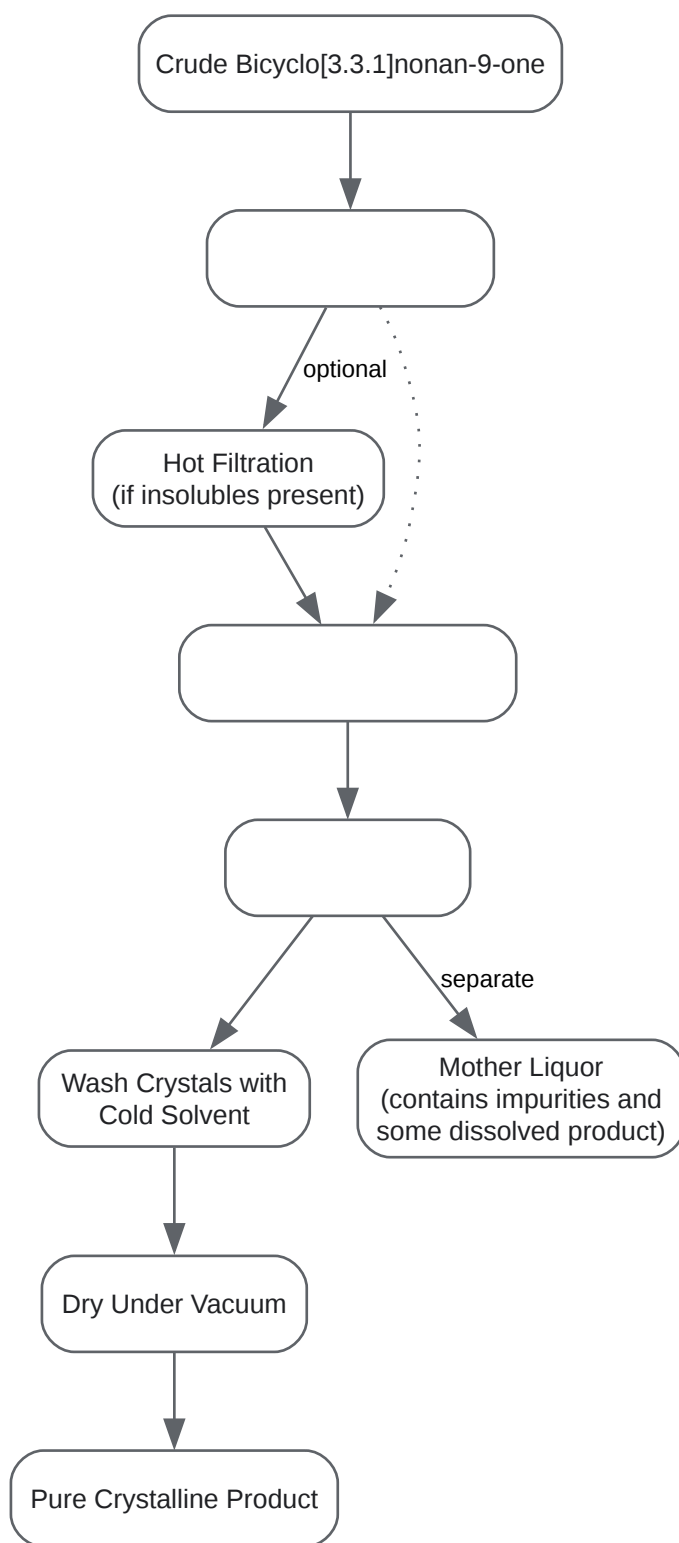 Crude Bicyclo[3.3.1]nonan-9-one
optional
Hot Filtration
(if insolubles present)
separate
Wash Crystals with
Cold Solvent
Mother Liquor
(contains impurities and
some dissolved product)
Dry Under Vacuum
Pure Crystalline Product